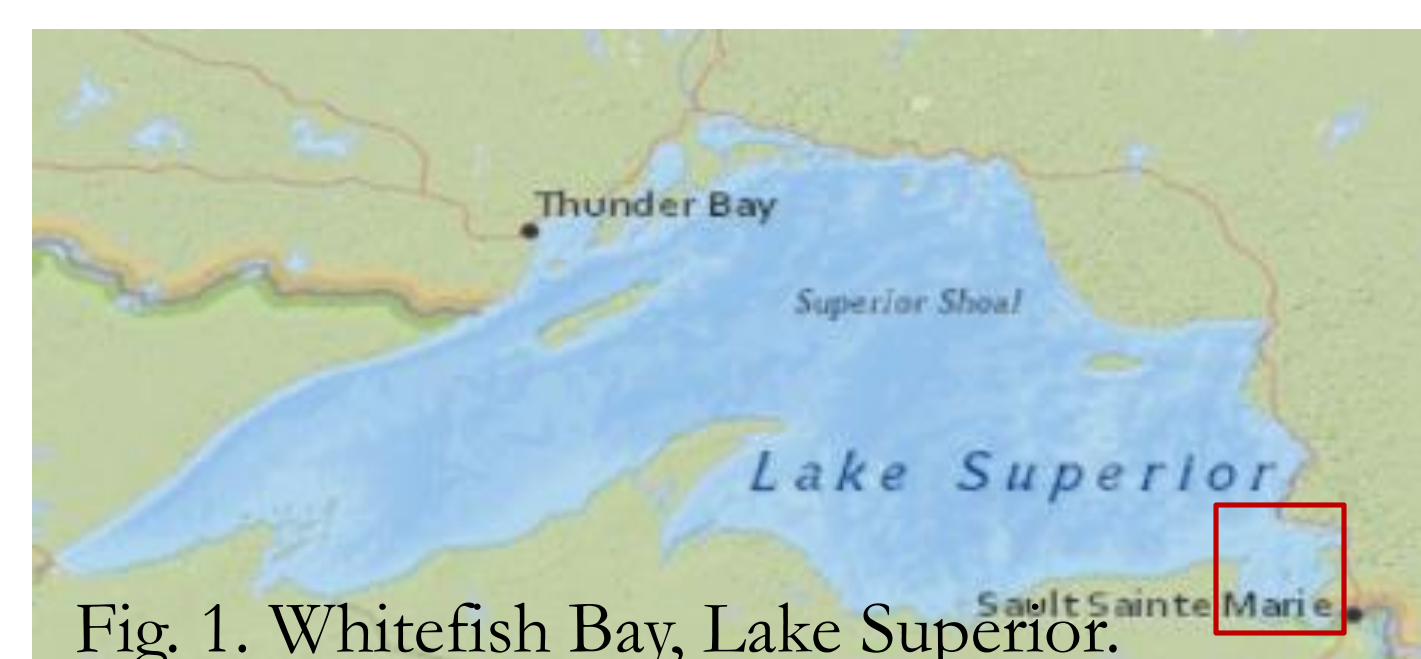 Thunder Bay
Superior Shoal
Lake Superior
Sault Sainte Marie
Fig. 1. Whitefish Bay, Lake Superior.